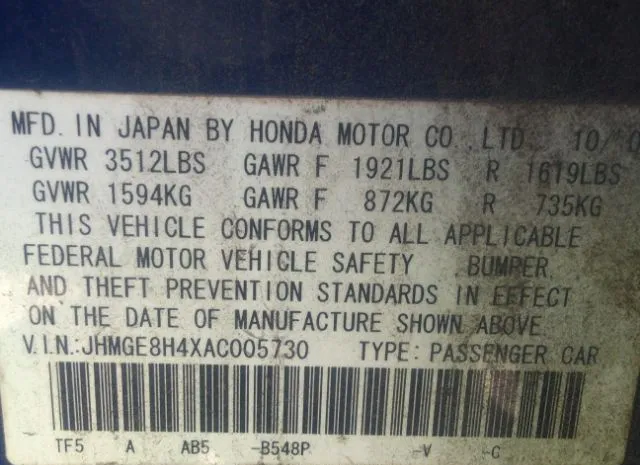 MFD. IN JAPAN BY HONDA MOTOR CO.,LTD. 10/
GVWR 3512LBS GAWR F 1921LBS R 1619LBS
GVWR 1594KG GAWR F 872KG R 735KG
THIS VEHICLE CONFORMS TO ALL APPLICABLE
FEDERAL MOTOR VEHICLE SAFETY , BUMPER,
AND THEFT PREVENTION STANDARDS IN EFFECT
ON THE DATE OF MANUFACTURE SHOWN ABOVE.
V.I.N.:JHMGE8H4XAC005730 TYPE: PASSENGER CAR
TF5 A AB5 -B548P -V -C